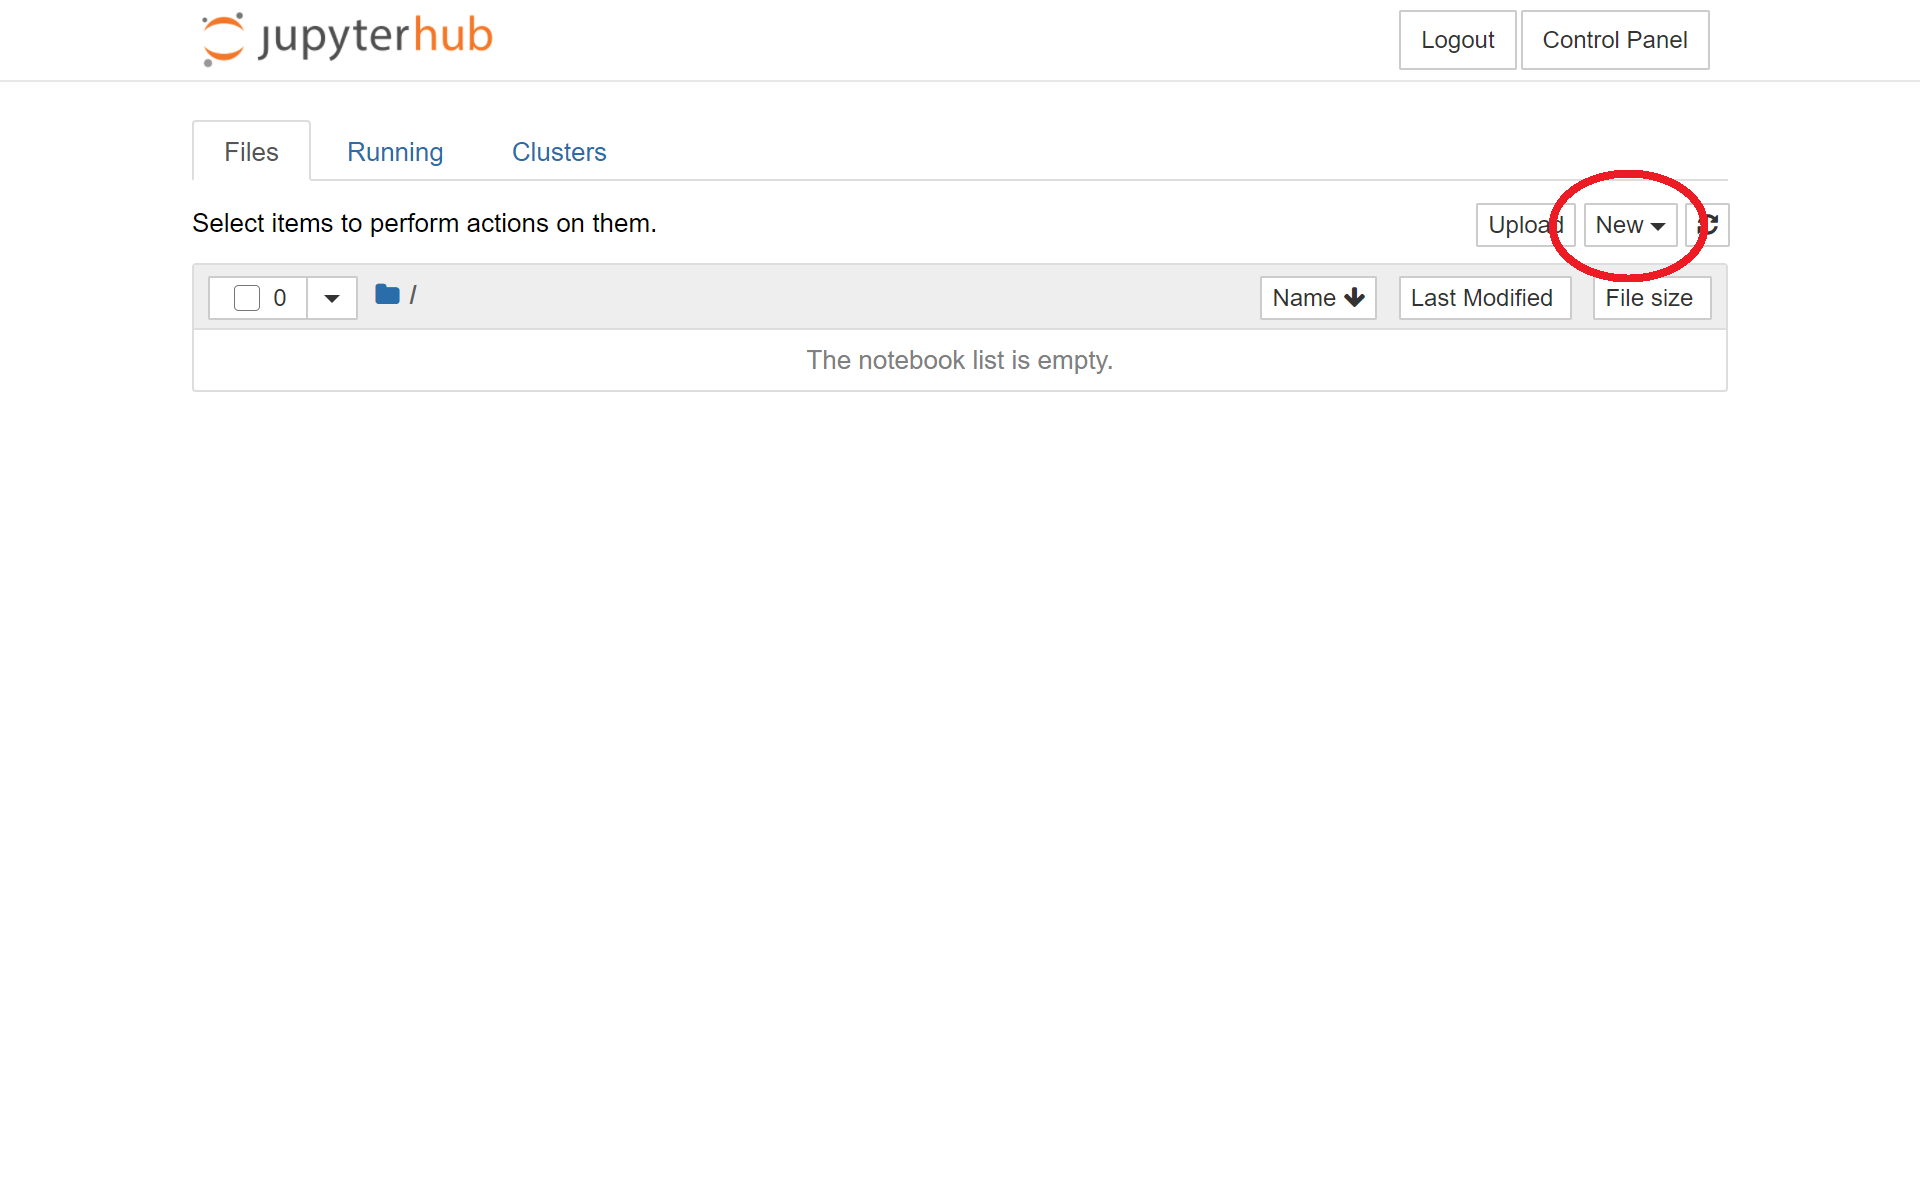 jupyterhub
Logout Control Panel
Files Running Clusters
Select items to perform actions on them.
Upload New
0 /
Name Last Modified File size
The notebook list is empty.